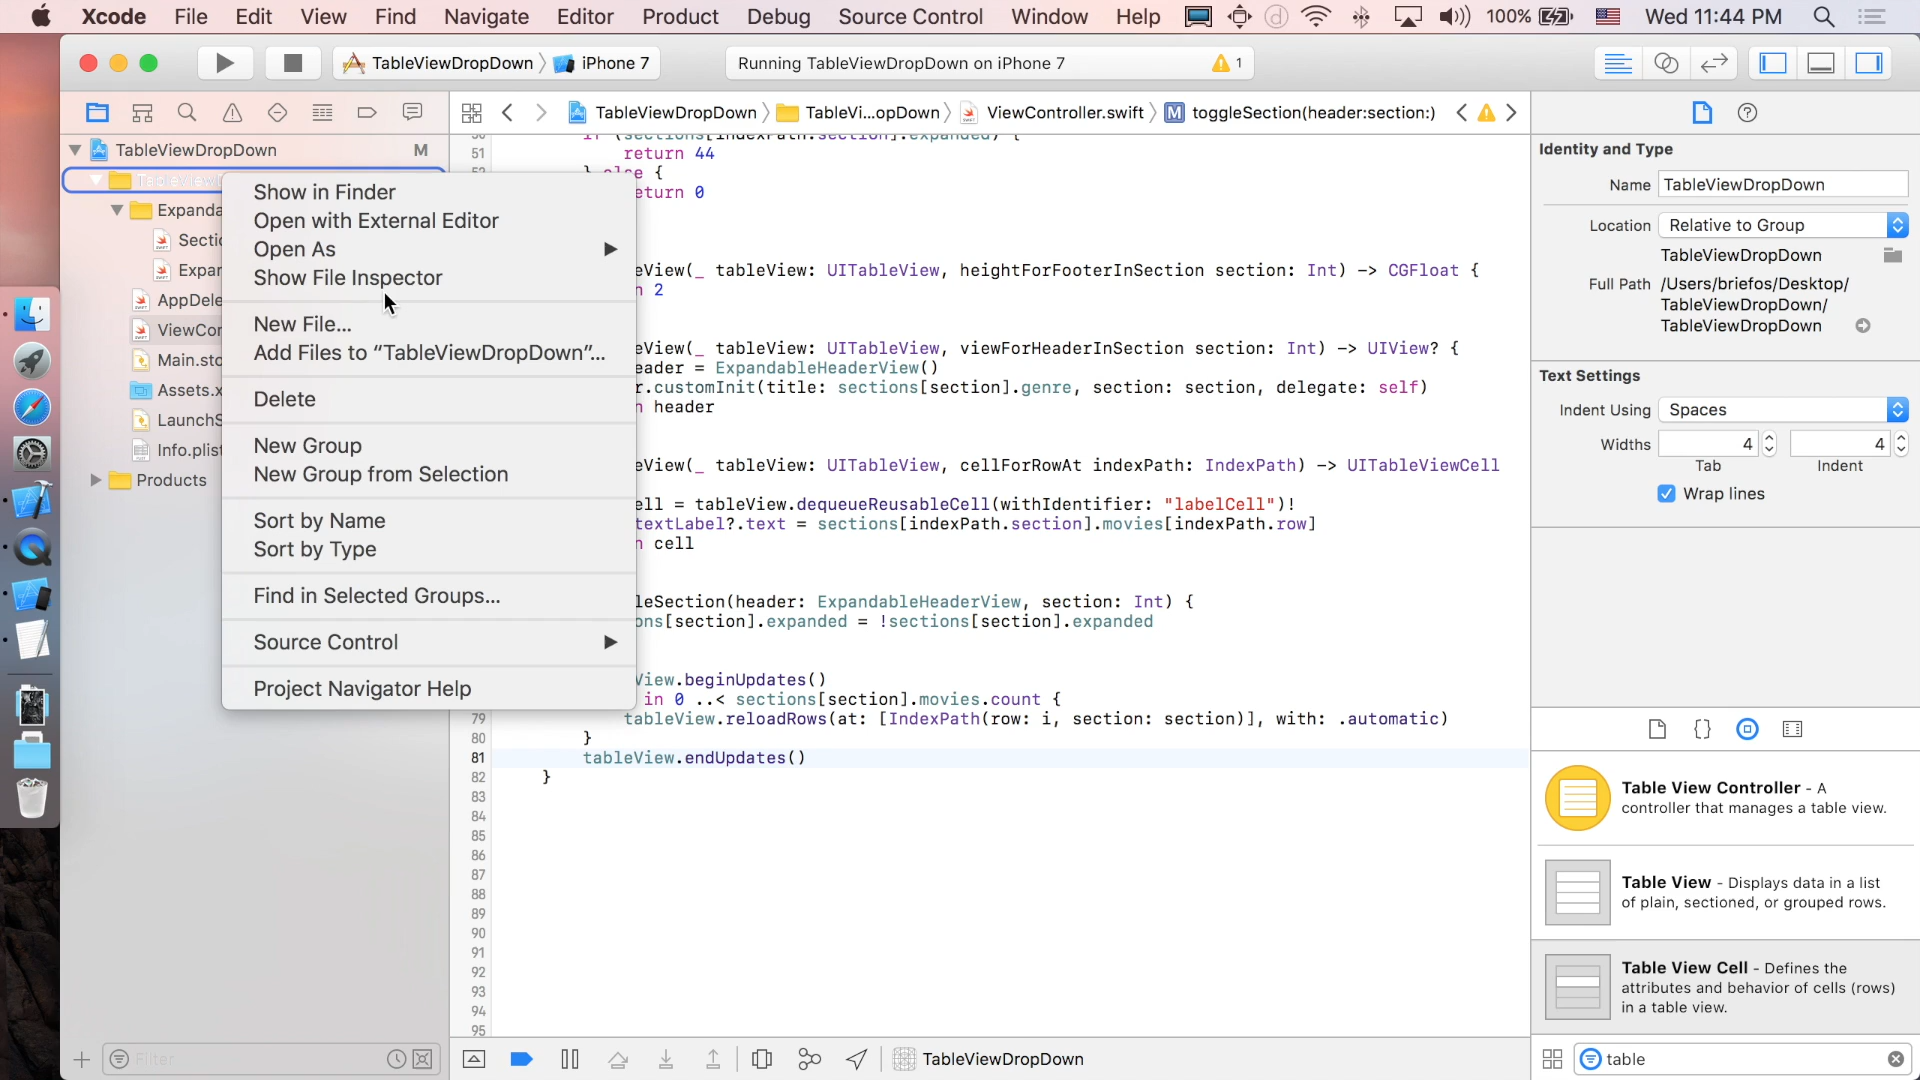 Xcode File Edit View Find Navigate Editor Product Debug Source Control Window Help 100% Wed 11:44 PM
TableViewDropDown iPhone 7
Running TableViewDropDown on iPhone 7
1
TableViewDropDown
TableVi...opDown
ViewController.swift
M toggleSection(header:section:)
TableViewDropDown M
Expanda
Sectio
Expan
AppDele
ViewCon
Main.sto
Assets.x
LaunchS
Info.plist
Products
Filter
Show in Finder
Open with External Editor
Open As
Show File Inspector
New File...
Add Files to “TableViewDropDown”...
Delete
New Group
New Group from Selection
Sort by Name
Sort by Type
Find in Selected Groups...
Source Control
Project Navigator Help
51 return 44
else {
eturn 0
eView(_ tableView: UITableView, heightForFooterInSection section: Int) -> CGFloat {
n 2
eView(_ tableView: UITableView, viewForHeaderInSection section: Int) -> UIView? {
eader = ExpandableHeaderView()
r.customInit(title: sections[section].genre, section: section, delegate: self)
n header
eView(_ tableView: UITableView, cellForRowAt indexPath: IndexPath) -> UITableViewCell
ell = tableView.dequeueReusableCell(withIdentifier: "labelCell")!
textLabel?.text = sections[indexPath.section].movies[indexPath.row]
n cell
leSection(header: ExpandableHeaderView, section: Int) {
ons[section].expanded = !sections[section].expanded
View.beginUpdates()
in 0 ..< sections[section].movies.count {
79 tableView.reloadRows(at: [IndexPath(row: i, section: section)], with: .automatic)
80 }
81 tableView.endUpdates()
82 }
83
84
85
86
87
88
89
90
91
92
93
94
95
TableViewDropDown
Identity and Type
Name TableViewDropDown
Location Relative to Group
TableViewDropDown
Full Path /Users/briefos/Desktop/
TableViewDropDown/
TableViewDropDown
Text Settings
Indent Using Spaces
Widths 4 4
Tab Indent
Wrap lines
Table View Controller - A
controller that manages a table view.
Table View - Displays data in a list
of plain, sectioned, or grouped rows.
Table View Cell - Defines the
attributes and behavior of cells (rows)
in a table view.
table